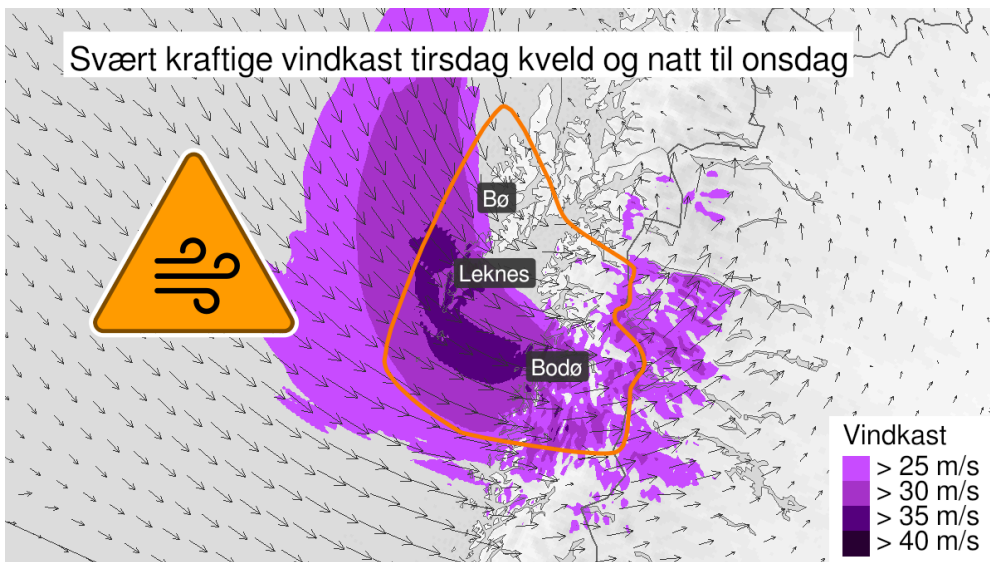 Svært kraftige vindkast tirsdag kveld og natt til onsdag
Bø
Leknes
Bodø
Vindkast
> 25 m/s
> 30 m/s
> 35 m/s
> 40 m/s